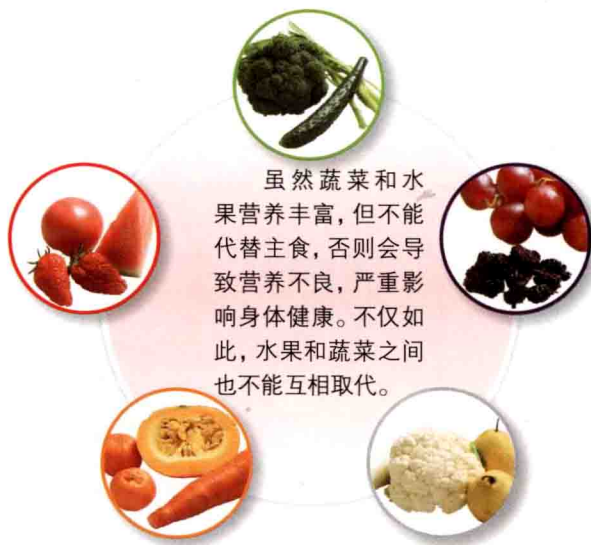 虽然蔬菜和水
果营养丰富，但不能
代替主食，否则会导
致营养不良，严重影
响身体健康。不仅如
此，水果和蔬菜之间
也不能互相取代。